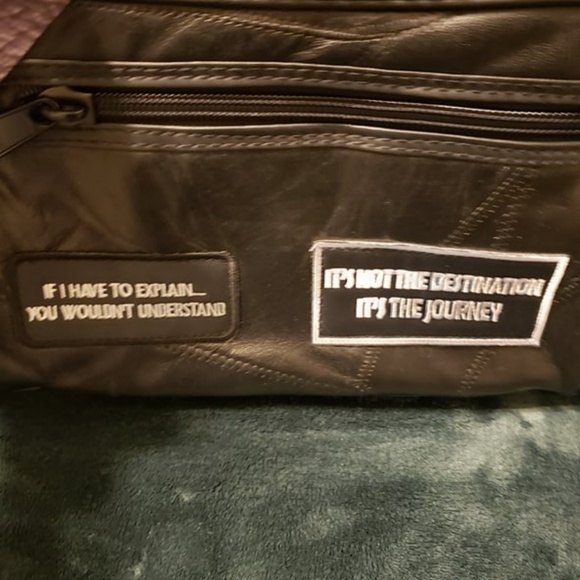 IF I HAVE TO EXPLAIN...
YOU WOULDN'T UNDERSTAND
IT'S NOT THE DESTINATION
IT'S THE JOURNEY